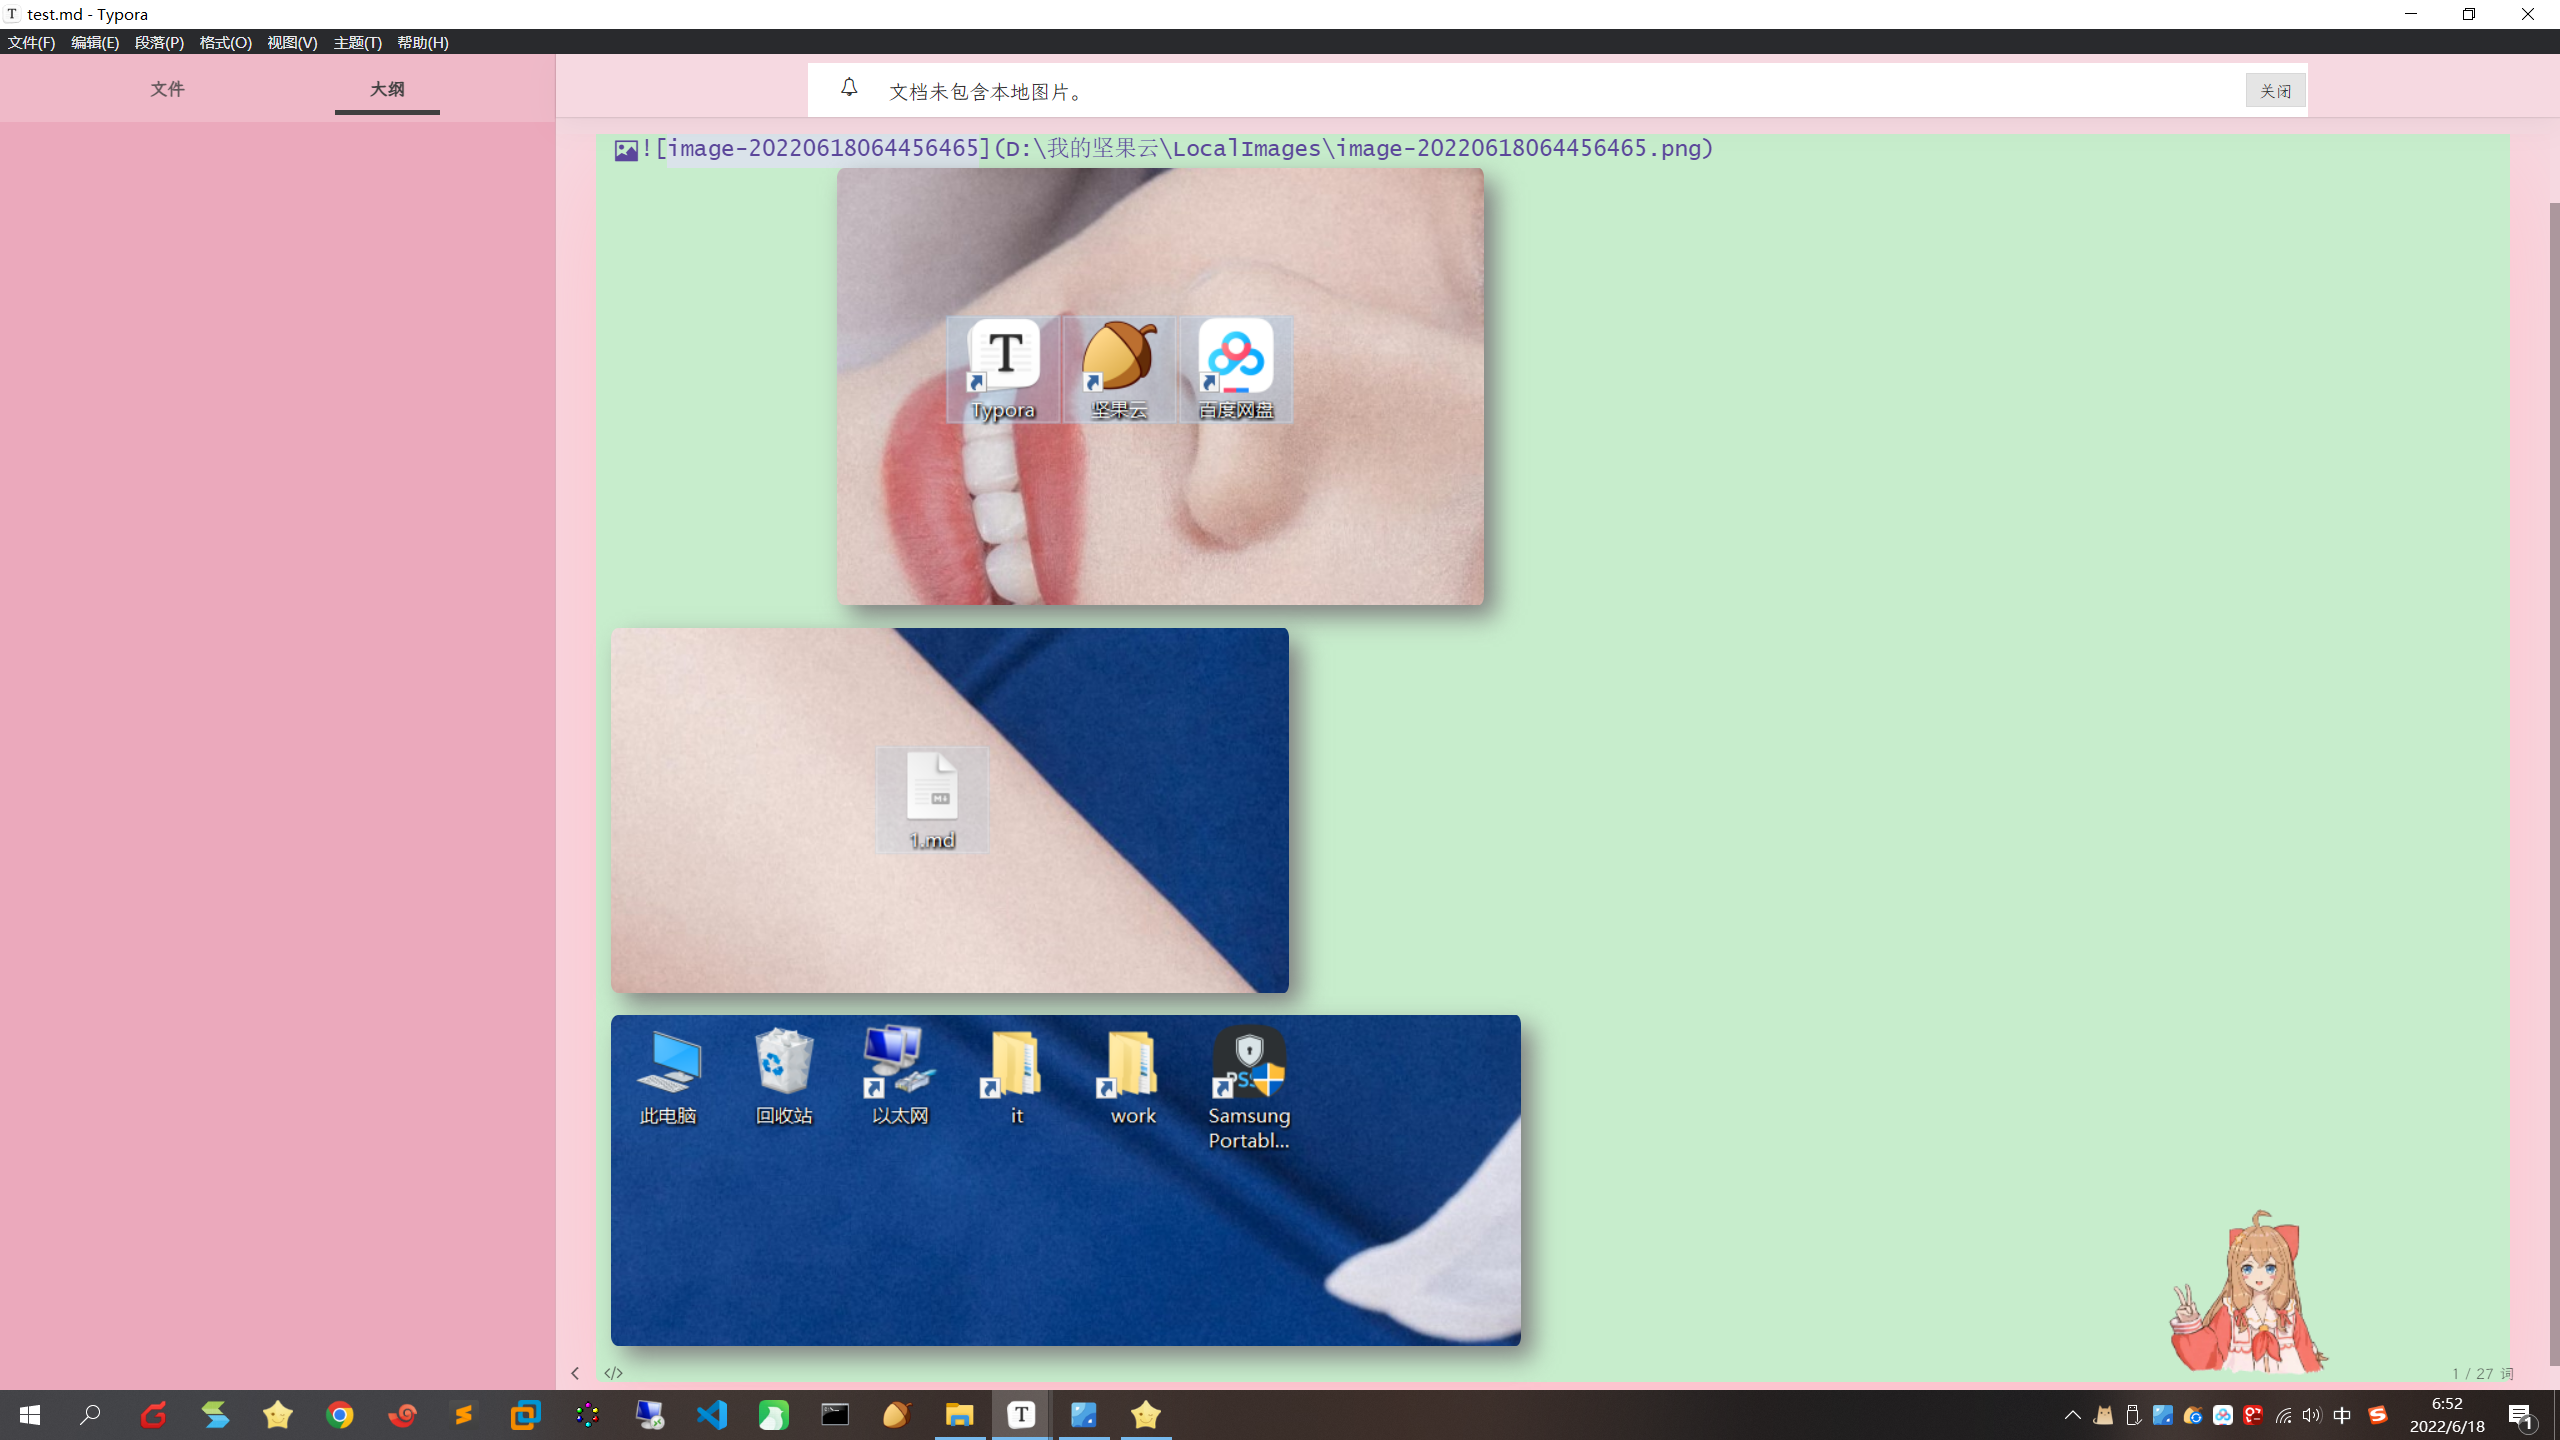 test.md - Typora
文件(F) 编辑(E) 段落(P) 格式(O) 视图(V) 主题(T) 帮助(H)
文件 大纲
文档未包含本地图片。 关闭
![image-20220618064456465](D:\我的坚果云\LocalImages\image-20220618064456465.png)
Typora 坚果云 百度网盘
1.md
此电脑 回收站 以太网 it work Samsung Portabl...
1 / 27 词
中
6:52
2022/6/18
1